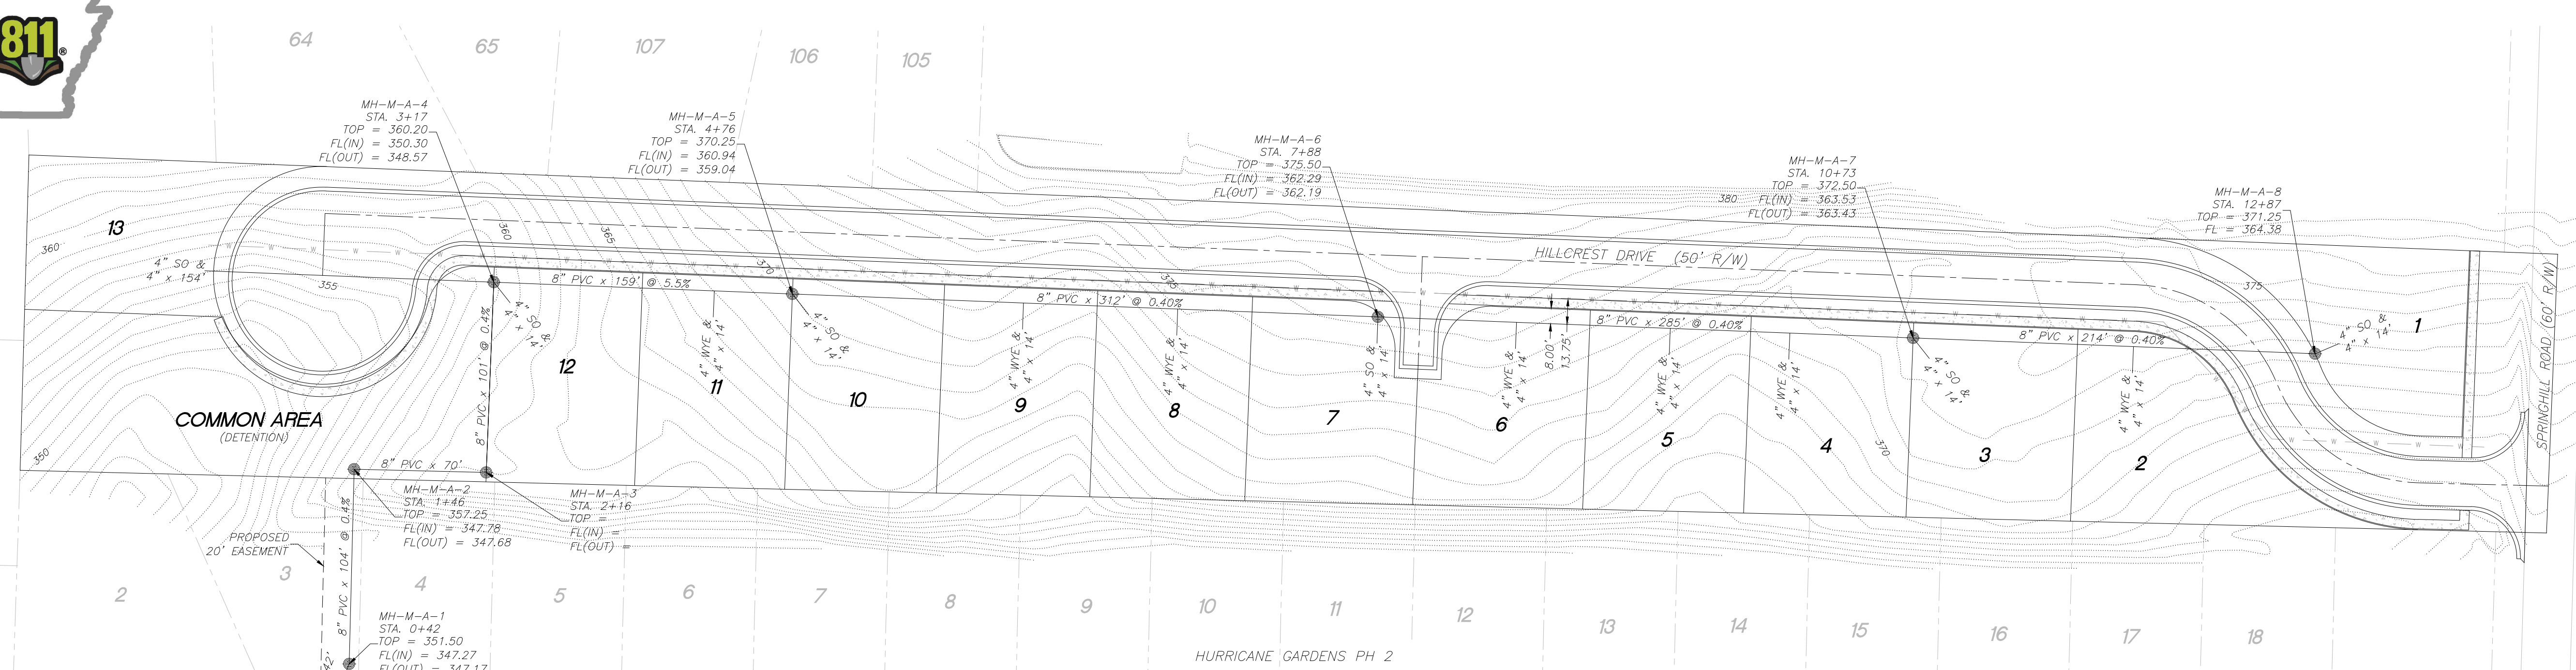 811®
64
65
107
106
105
MH-M-A-4
STA. 3+17
TOP = 360.20
FL(IN) = 350.30
FL(OUT) = 348.57
MH-M-A-5
STA. 4+76
TOP = 370.25
FL(IN) = 360.94
FL(OUT) = 359.04
MH-M-A-6
STA. 7+88
TOP = 375.50
FL(IN) = 362.29
FL(OUT) = 362.19
MH-M-A-7
STA. 10+73
TOP = 372.50
FL(IN) = 363.53
FL(OUT) = 363.43
MH-M-A-8
STA. 12+87
TOP = 371.25
FL = 364.38
380
13
360
4" SO &
4" x 154'
355
360
365
370
375
375
HILLCREST DRIVE (50' R/W)
SPRINGHILL ROAD (60' R/W)
8" PVC x 159' @ 5.5%
8" PVC x 312' @ 0.40%
8" PVC x 285' @ 0.40%
8" PVC x 214' @ 0.40%
8" PVC x 101' @ 0.4%
4" SO &
4" x 14'
4" WYE &
4" x 14'
4" SO &
4" x 14'
4" WYE &
4" x 14'
4" WYE &
4" x 14'
4" SO &
4" x 14'
4" WYE &
4" x 14'
8.00'
13.75'
4" WYE &
4" x 14'
4" WYE &
4" x 14'
4" SO &
4" x 14'
4" WYE &
4" x 14'
4" SO &
4" x 14'
12
11
10
9
8
7
6
5
4
3
2
1
370
COMMON AREA
(DETENTION)
350
8" PVC x 70'
MH-M-A-2
STA. 1+46
TOP = 357.25
FL(IN) = 347.78
FL(OUT) = 347.68
MH-M-A-3
STA. 2+16
TOP =
FL(IN) =
FL(OUT) =
PROPOSED
20' EASEMENT
8" PVC x 104' @ 0.4%
2
3
4
5
6
7
8
9
10
11
12
13
14
15
16
17
18
MH-M-A-1
STA. 0+42
TOP = 351.50
FL(IN) = 347.27
FL(OUT) = 347.17
42'
HURRICANE GARDENS PH 2